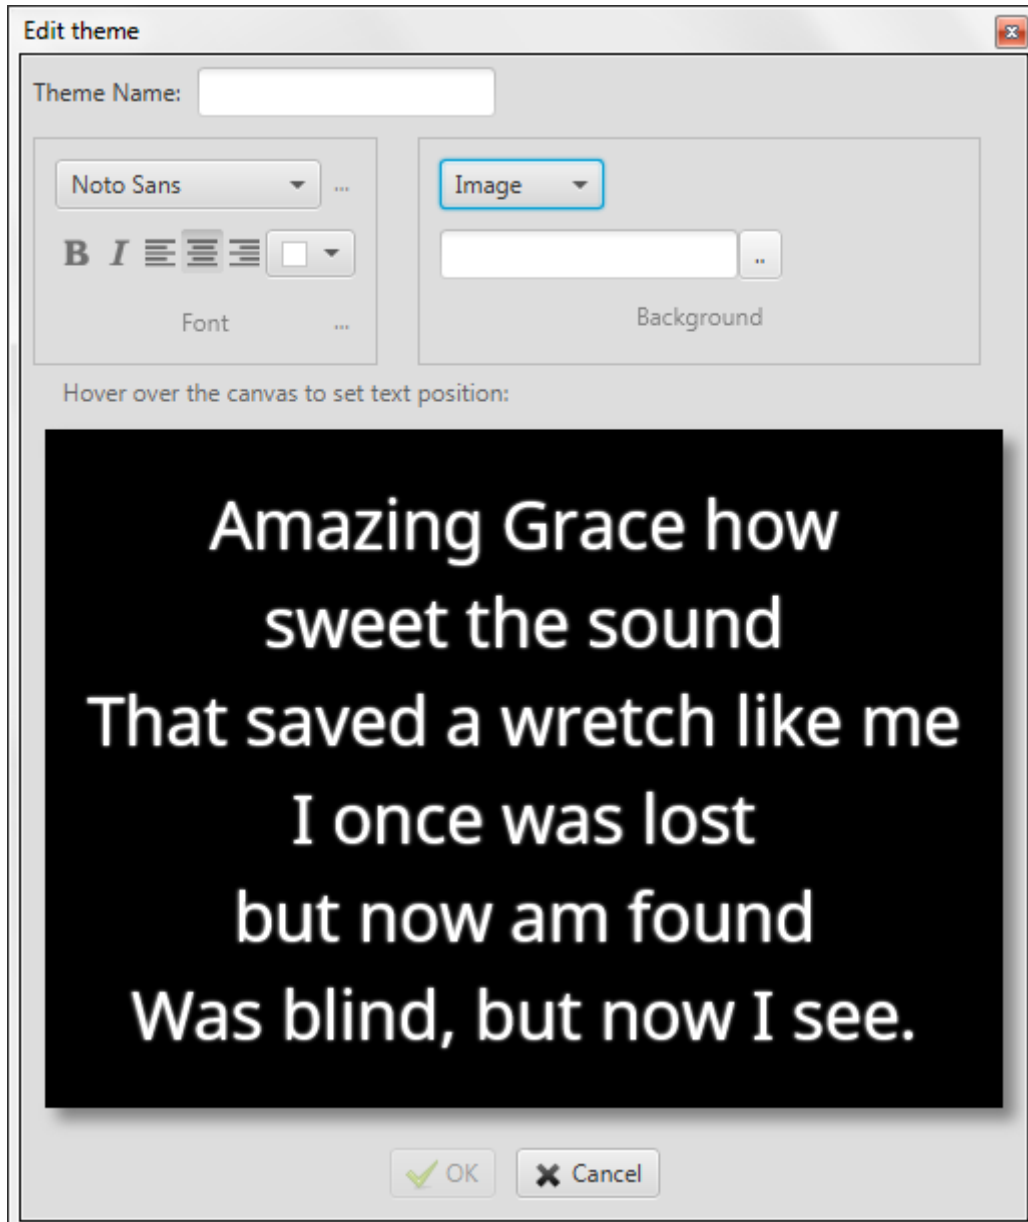 Edit theme
Theme Name:
Noto Sans ...
Image
B I
..
Font ...
Background
Hover over the canvas to set text position:
Amazing Grace how
sweet the sound
That saved a wretch like me
I once was lost
but now am found
Was blind, but now I see.
OK Cancel